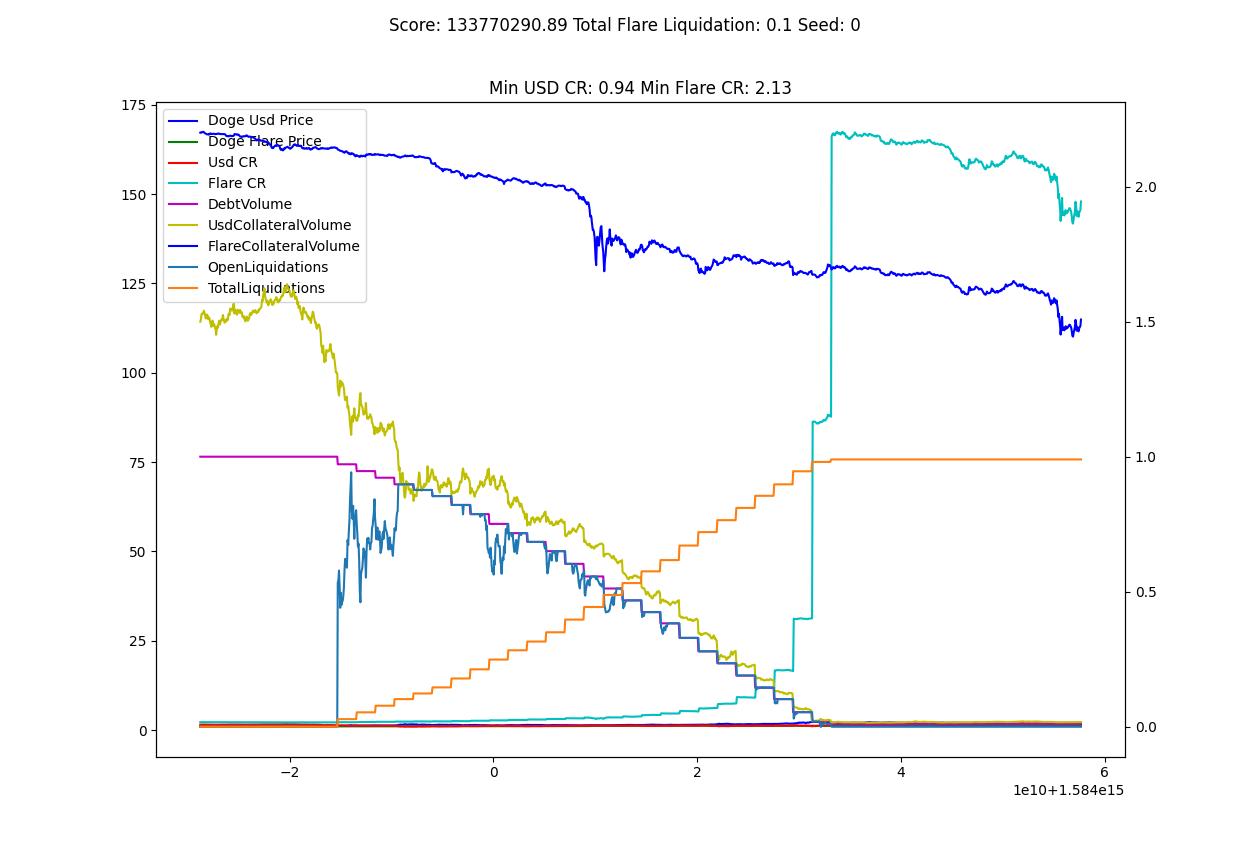 Score: 133770290.89 Total Flare Liquidation: 0.1 Seed: 0
Min USD CR: 0.94 Min Flare CR: 2.13
175
150
125
100
75
50
25
0
Doge Usd Price
Doge Flare Price
Usd CR
Flare CR
DebtVolume
UsdCollateralVolume
FlareCollateralVolume
OpenLiquidations
TotalLiquidations
2.0
1.5
1.0
0.5
0.0
−2
0
2
4
6
1e10+1.584e15